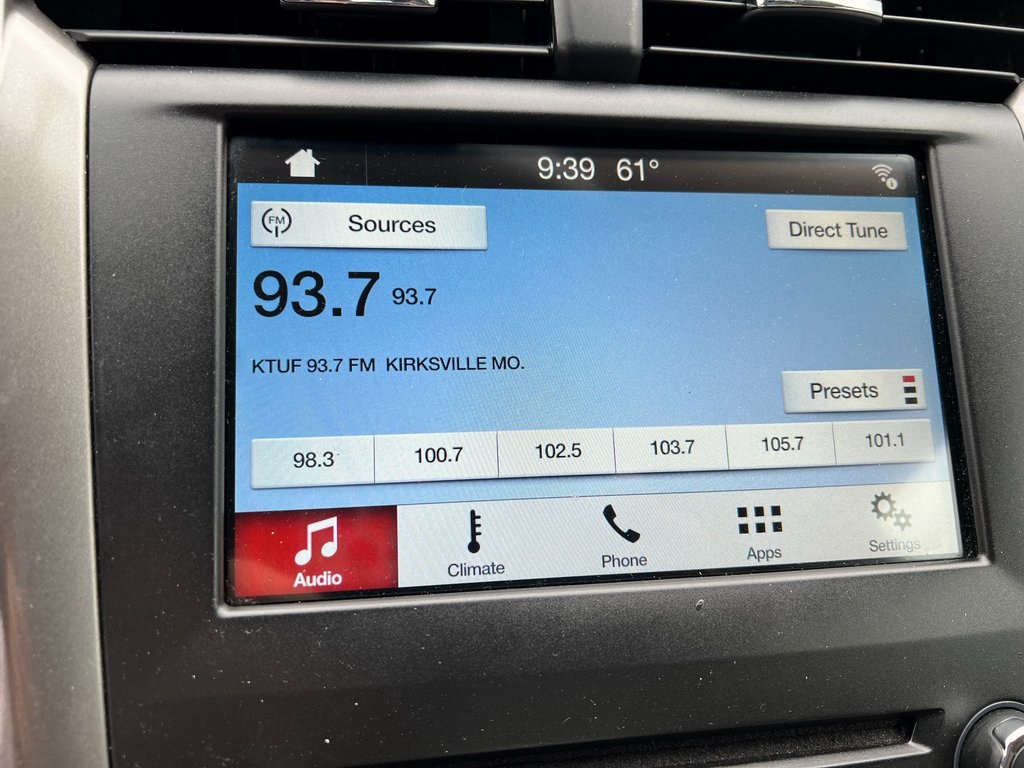 9:39 61°
FM Sources
Direct Tune
93.7 93.7
KTUF 93.7 FM KIRKSVILLE MO.
Presets
98.3 100.7 102.5 103.7 105.7 101.1
Audio Climate Phone Apps Settings